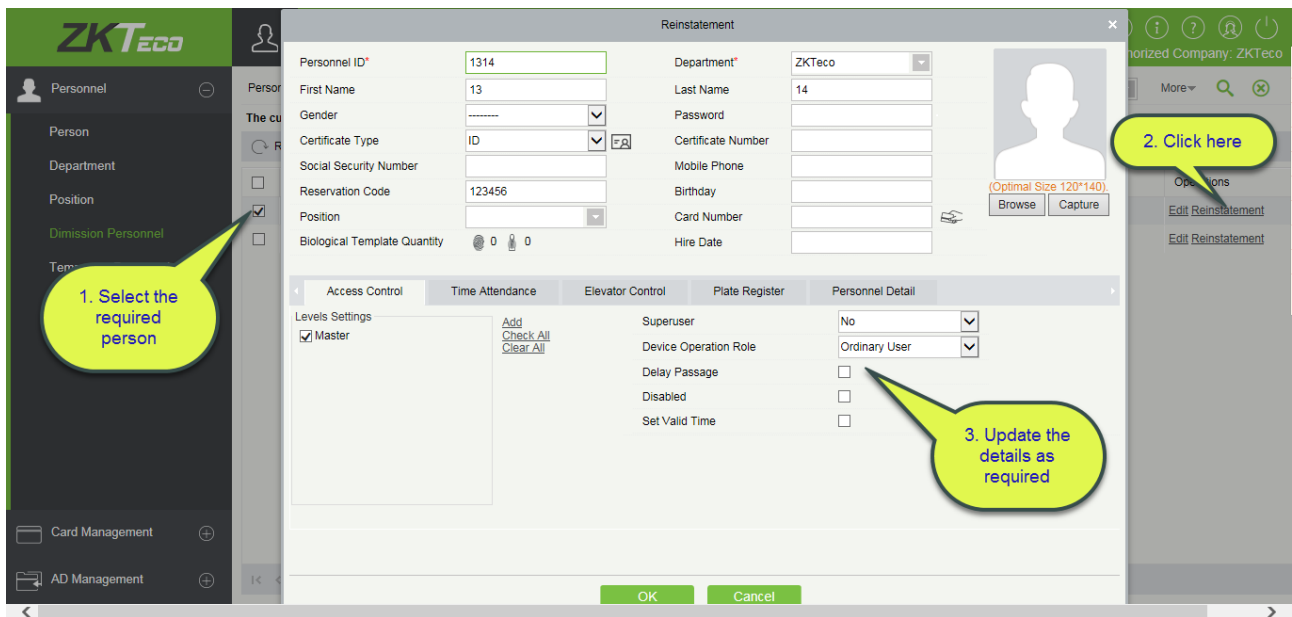 ZKTeco
Reinstatement
horized Company: ZKTeco
Personnel
Person
Department
Position
Dimission Personnel
Card Management
AD Management
Person
The cu
R
More
Personnel ID*
1314
Department*
ZKTeco
First Name
13
Last Name
14
Gender
--------
Password
Certificate Type
ID
Certificate Number
Social Security Number
Mobile Phone
Reservation Code
123456
Birthday
Position
Card Number
Biological Template Quantity
0
0
Hire Date
(Optimal Size 120*140).
Browse
Capture
Operations
Edit Reinstatement
Edit Reinstatement
Access Control
Time Attendance
Elevator Control
Plate Register
Personnel Detail
Levels Settings
Master
Add
Check All
Clear All
Superuser
No
Device Operation Role
Ordinary User
Delay Passage
Disabled
Set Valid Time
1. Select the
required
person
2. Click here
3. Update the
details as
required
OK
Cancel